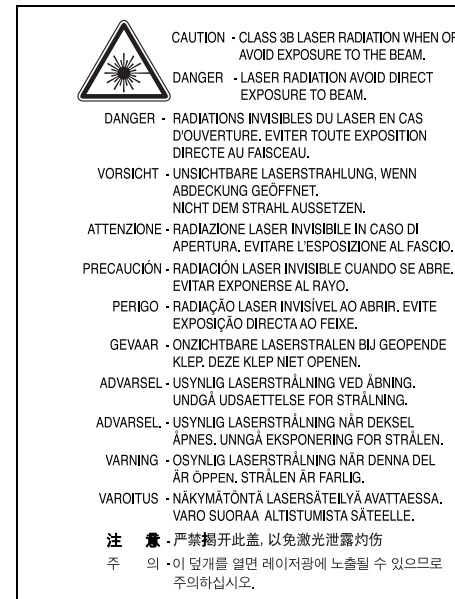 CAUTION - CLASS 3B LASER RADIATION WHEN OP
AVOID EXPOSURE TO THE BEAM.
DANGER - LASER RADIATION AVOID DIRECT
EXPOSURE TO BEAM.
DANGER - RADIATIONS INVISIBLES DU LASER EN CAS
D'OUVERTURE. EVITER TOUTE EXPOSITION
DIRECTE AU FAISCEAU.
VORSICHT - UNSICHTBARE LASERSTRAHLUNG, WENN
ABDECKUNG GEÖFFNET.
NICHT DEM STRAHL AUSSETZEN.
ATTENZIONE - RADIAZIONE LASER INVISIBILE IN CASO DI
APERTURA. EVITARE L'ESPOSIZIONE AL FASCIO.
PRECAUCIÓN - RADIACIÓN LASER INVISIBLE CUANDO SE ABRE.
EVITAR EXPONERSE AL RAYO.
PERIGO - RADIAÇÃO LASER INVISÍVEL AO ABRIR. EVITE
EXPOSIÇÃO DIRECTA AO FEIXE.
GEVAAR - ONZICHTBARE LASERSTRALEN BIJ GEOPENDE
KLEP. DEZE KLEP NIET OPENEN.
ADVARSEL - USYNLIG LASERSTRÅLNING VED ÅBNING.
UNDGÅ UDSAETTELSE FOR STRÅLNING.
ADVARSEL. - USYNLIG LASERSTRÅLNING NÅR DEKSEL
ÅPNES. UNNGÅ EKSPONERING FOR STRÅLEN.
VARNING - OSYNLIG LASERSTRÅLNING NÄR DENNA DEL
ÄR ÖPPEN. STRÅLEN ÄR FARLIG.
VAROITUS - NÄKYMÄTÖNTÄ LASERSÄTEILYÄ AVATTAESSA.
VARO SUORAA ALTISTUMISTA SÄTEELLE.
注 意 - 严禁揭开此盖, 以免激光泄露灼伤
주 의 - 이 덮개를 열면 레이저광에 노출될 수 있으므로
주의하십시오.